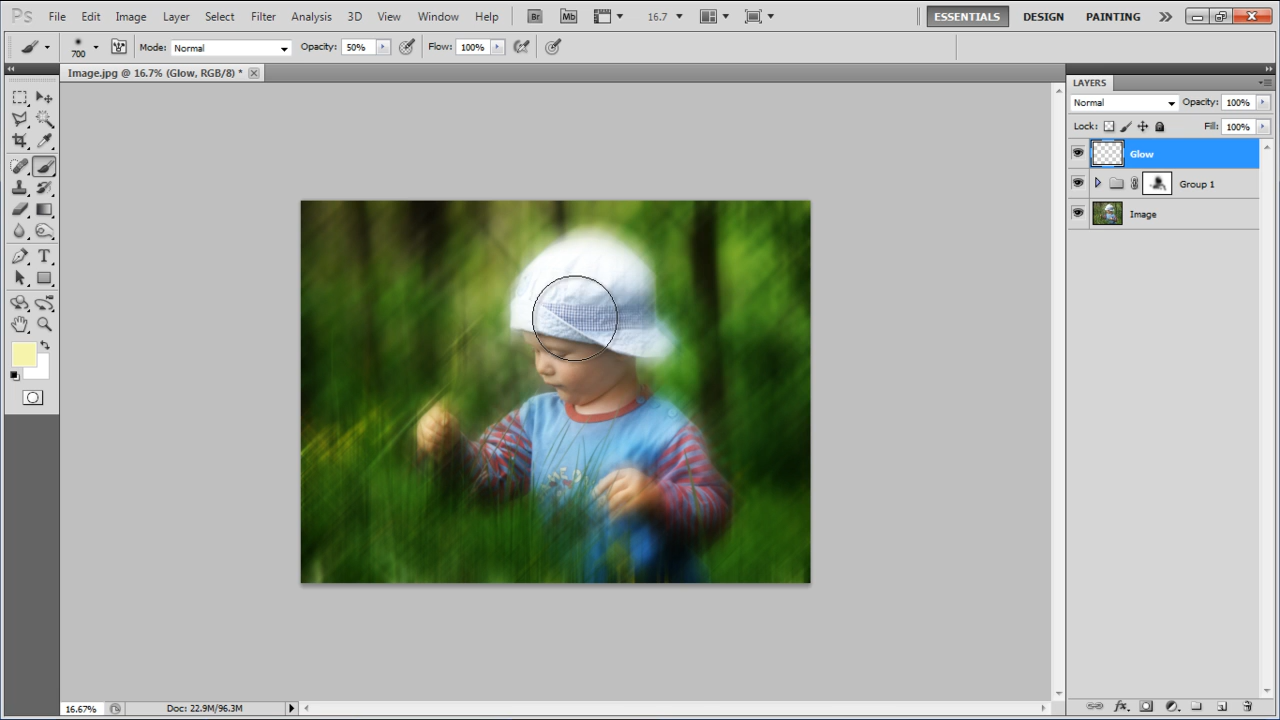 Ps File Edit Image Layer Select Filter Analysis 3D View Window Help Br Mb 16.7 ESSENTIALS DESIGN PAINTING
700 Mode: Normal Opacity: 50% Flow: 100%
Image.jpg @ 16.7% (Glow, RGB/8) *
LAYERS
Normal Opacity: 100%
Lock: Fill: 100%
Glow
Group 1
Image
T
16.67% Doc: 22.9M/96.3M
fx